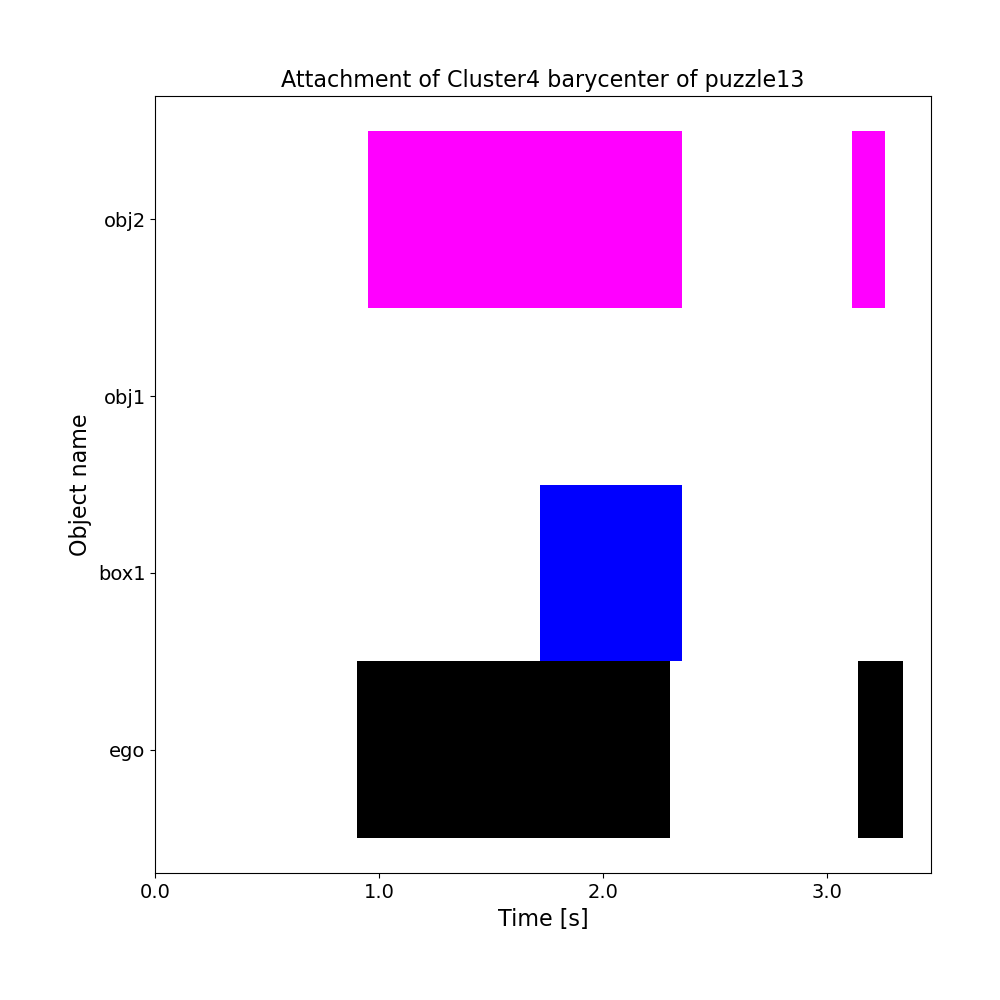 Attachment of Cluster4 barycenter of puzzle13
obj2
obj1
box1
ego
Object name
0.0 1.0 2.0 3.0
Time [s]